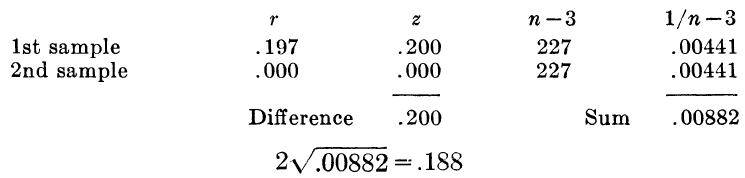 r z n−3 1/n−3
1st sample .197 .200 227 .00441
2nd sample .000 .000 227 .00441
Difference .200 Sum .00882
2√.00882 = .188